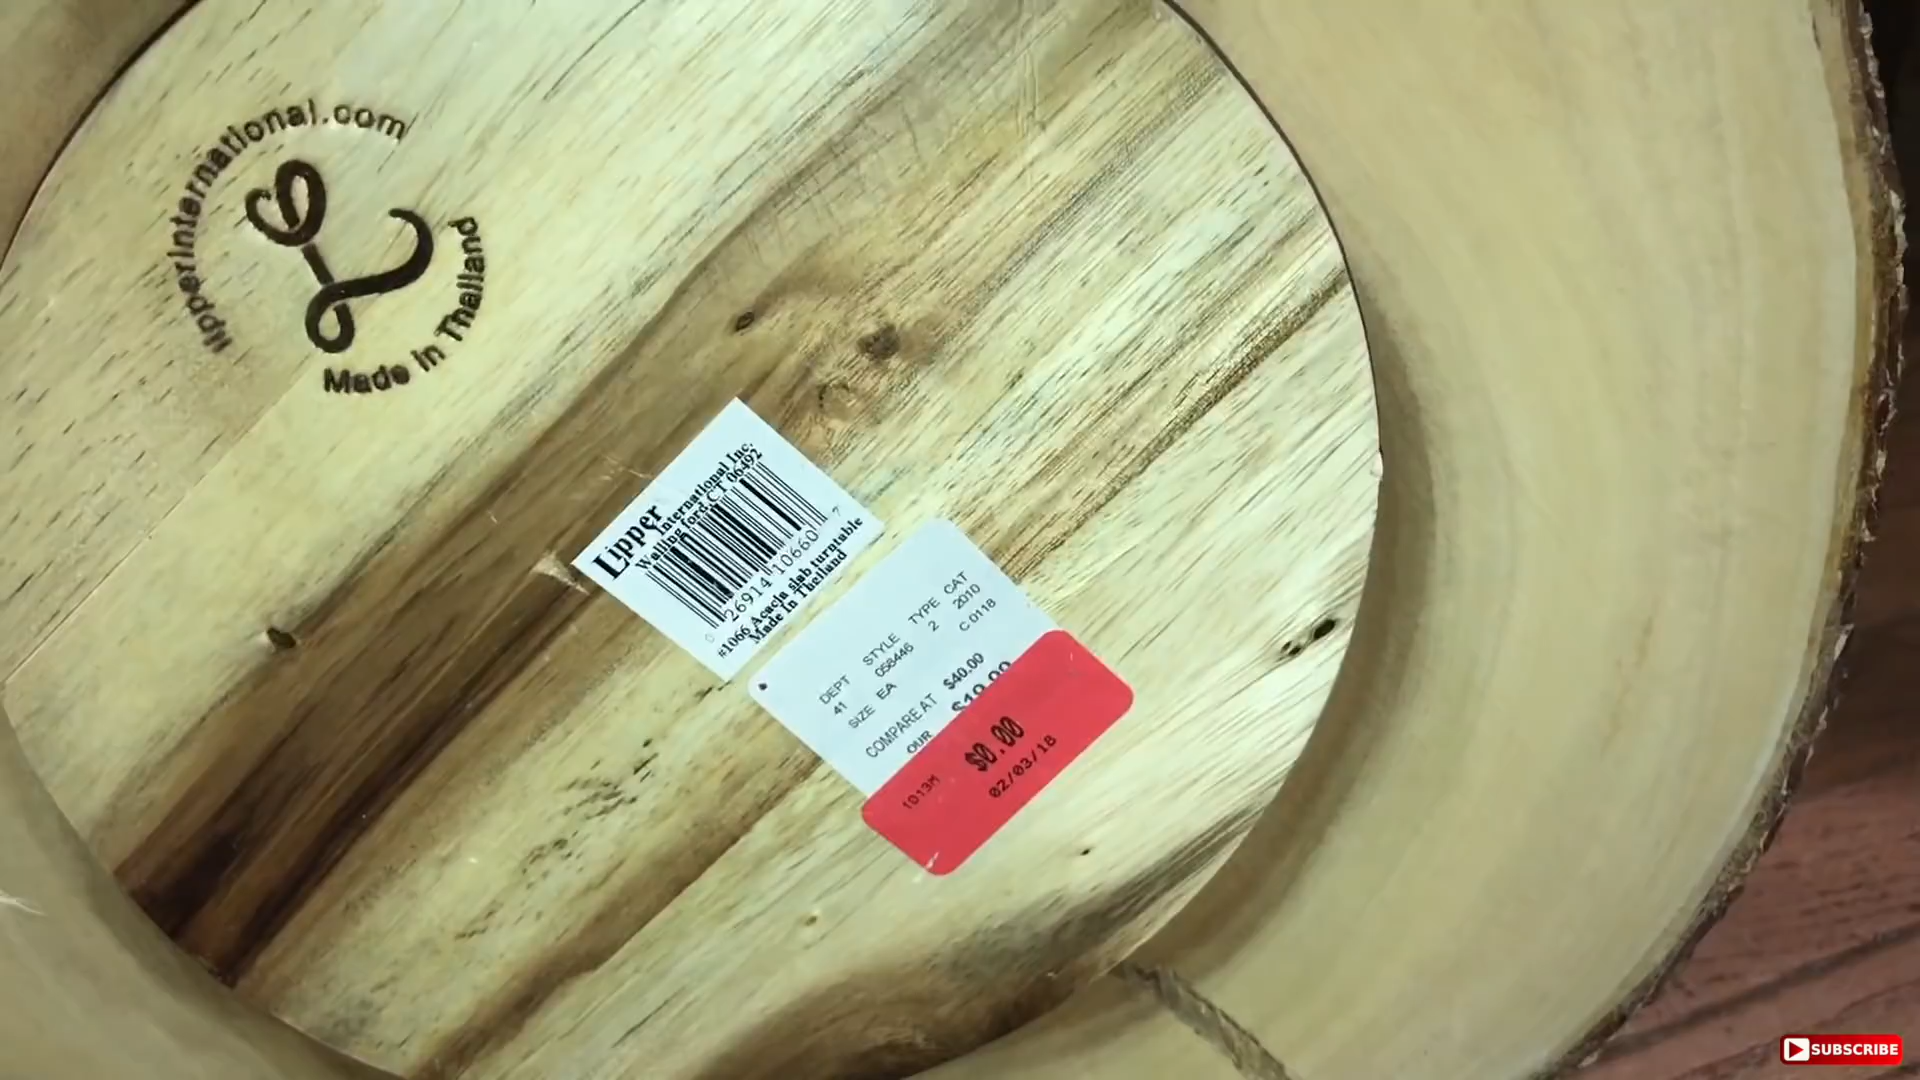 lipperinternational.com
Made in Thailand
Lipper
International Inc.
Wallingford, CT 06492
0 26914 10660 7
#1066 Acacia slab turntable
Made in Thailand
DEPT STYLE TYPE CAT
41 058446 2 2010
SIZE EA C 0118
COMPARE AT $40.00
OUR
$0.00
1013M 02/03/18
SUBSCRIBE